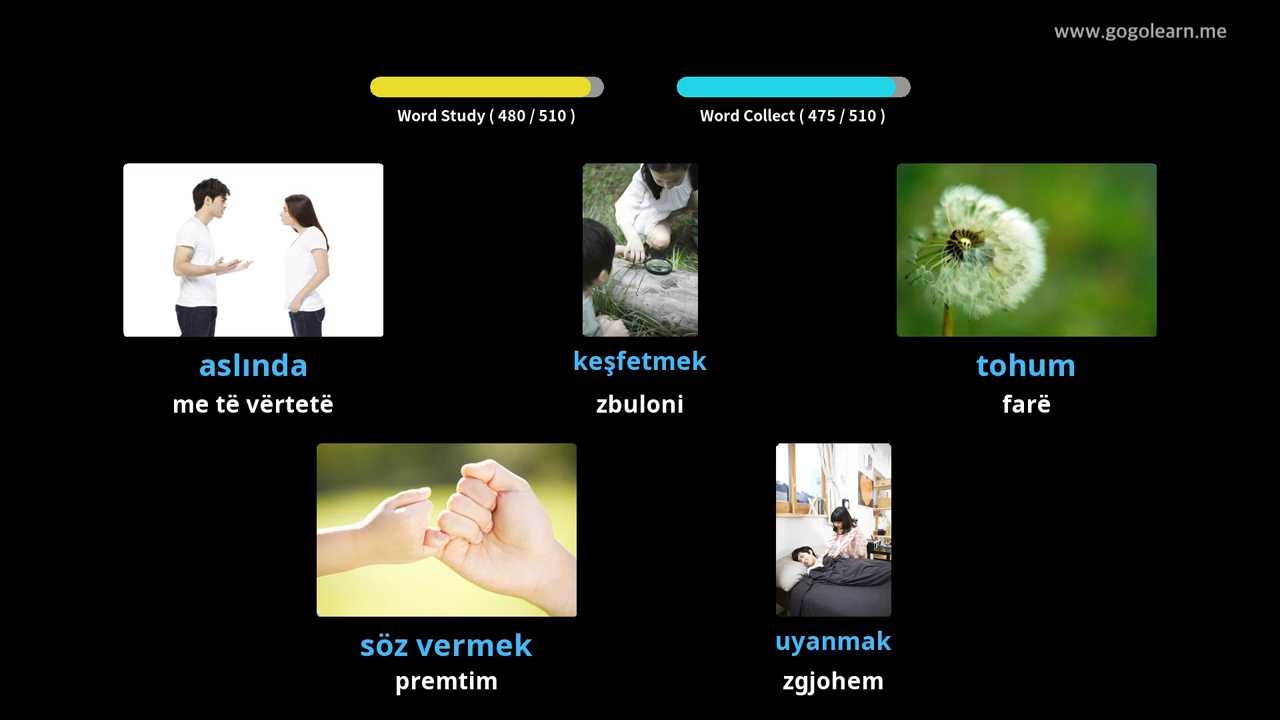 www.gogolearn.me
Word Study ( 480 / 510 )
Word Collect ( 475 / 510 )
aslında
me të vërtetë
keşfetmek
zbuloni
tohum
farë
söz vermek
premtim
uyanmak
zgjohem